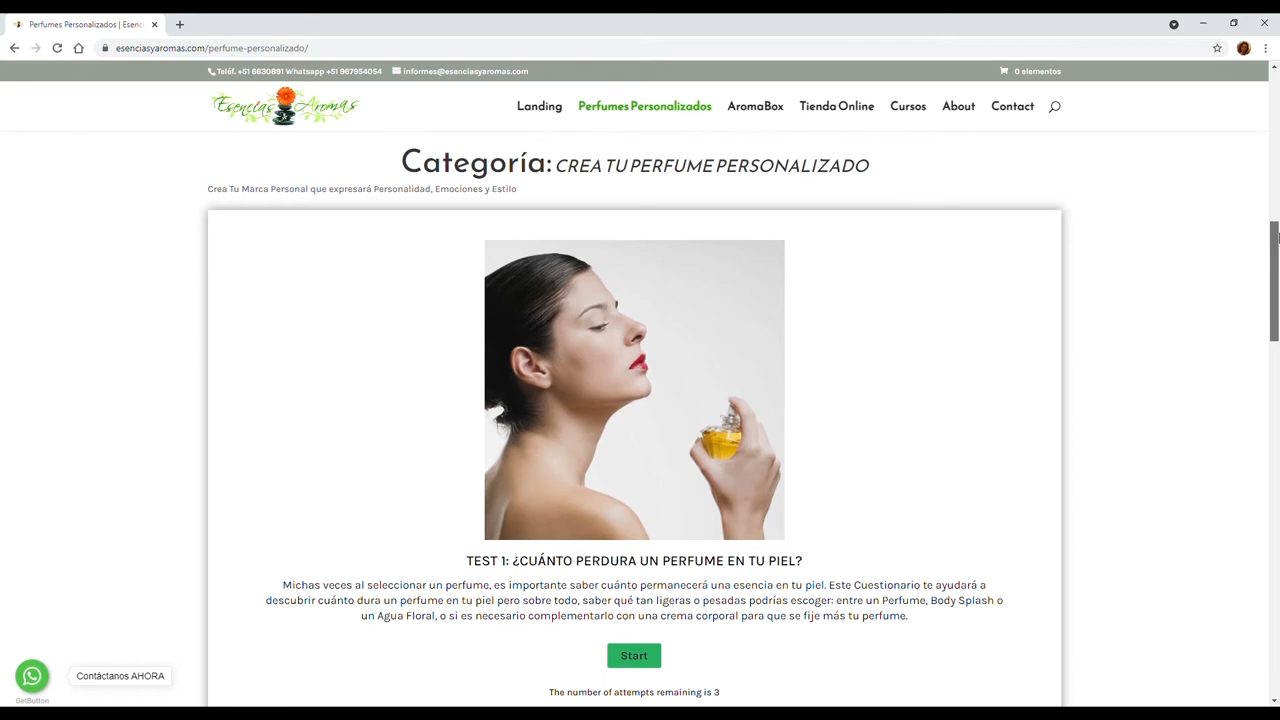 Perfumes Personalizados | Esenci
esenciasyaromas.com/perfume-personalizado/
Teléf. +51 6630891 Whatsapp +51 967954054 informes@esenciasyaromas.com 0 elementos
Esencias Aromas
Landing Perfumes Personalizados AromaBox Tienda Online Cursos About Contact
Categoría: CREA TU PERFUME PERSONALIZADO
Crea Tu Marca Personal que expresará Personalidad, Emociones y Estilo
TEST 1: ¿CUÁNTO PERDURA UN PERFUME EN TU PIEL?
Michas veces al seleccionar un perfume, es importante saber cuánto permanecerá una esencia en tu piel. Este Cuestionario te ayudará a
descubrir cuánto dura un perfume en tu piel pero sobre todo, saber qué tan ligeras o pesadas podrías escoger: entre un Perfume, Body Splash o
un Agua Floral, o si es necesario complementarlo con una crema corporal para que se fije más tu perfume.
Start
Contáctanos AHORA
The number of attempts remaining is 3
GetButton